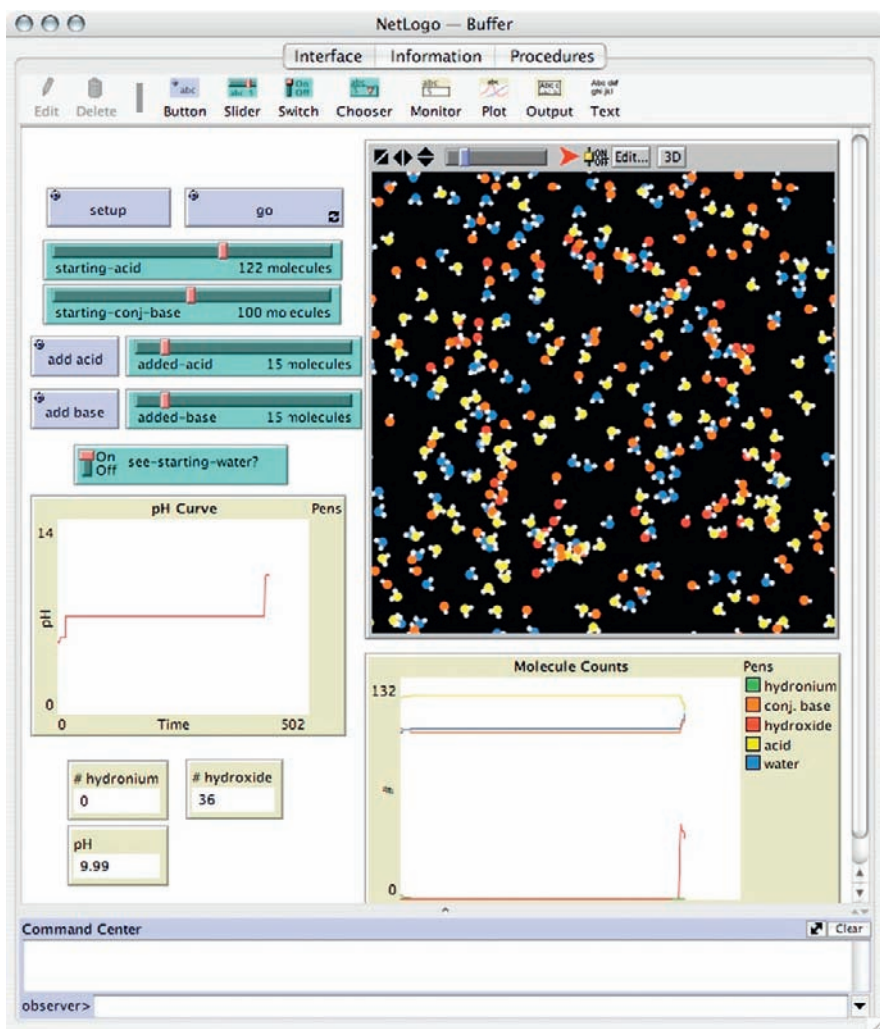 NetLogo — Buffer
Interface Information Procedures
Edit Delete Button Slider Switch Chooser Monitor Plot Output Text
Edit... 3D
setup
go
starting-acid 122 molecules
starting-conj-base 100 molecules
add acid
added-acid 15 molecules
add base
added-base 15 molecules
On
Off
see-starting-water?
pH Curve Pens
14
pH
0
0 Time 502
# hydronium
0
# hydroxide
36
pH
9.99
Molecule Counts Pens
132
#
0
hydronium
conj. base
hydroxide
acid
water
Command Center Clear
observer>